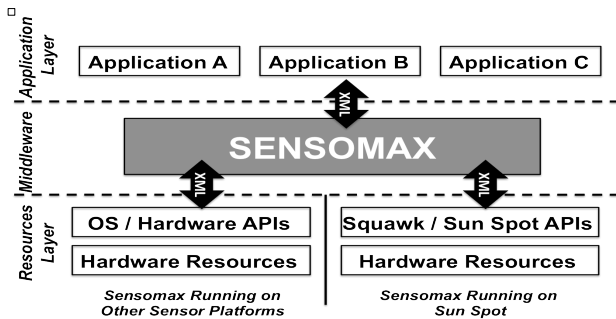 Application Layer
Application A
Application B
Application C
XML
Middleware
SENSOMAX
XML
XML
Resources Layer
OS / Hardware APIs
Squawk / Sun Spot APIs
Hardware Resources
Hardware Resources
Sensomax Running on
Other Sensor Platforms
Sensomax Running on
Sun Spot